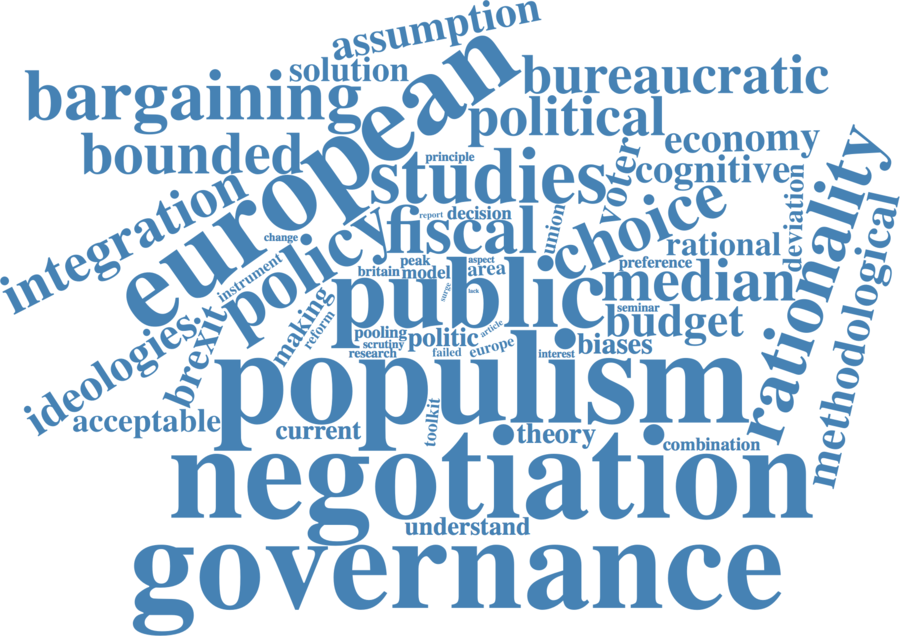 assumption
solution
european
bureaucratic
bargaining
political
economy
bounded
principle
studies
voter
cognitive
integration
policy
fiscal
report
decision
union
choice
deviation
rationality
change
rational
methodological
instrument
peak
aspect
preference
britain
model
area
public
median
surge
lack
seminar
ideologies
brexit
making
reform
pooling
politic
article
budget
scrutiny
europe
biases
research
failed
interest
populism
acceptable
current
toolkit
theory
combination
negotiation
understand
governance